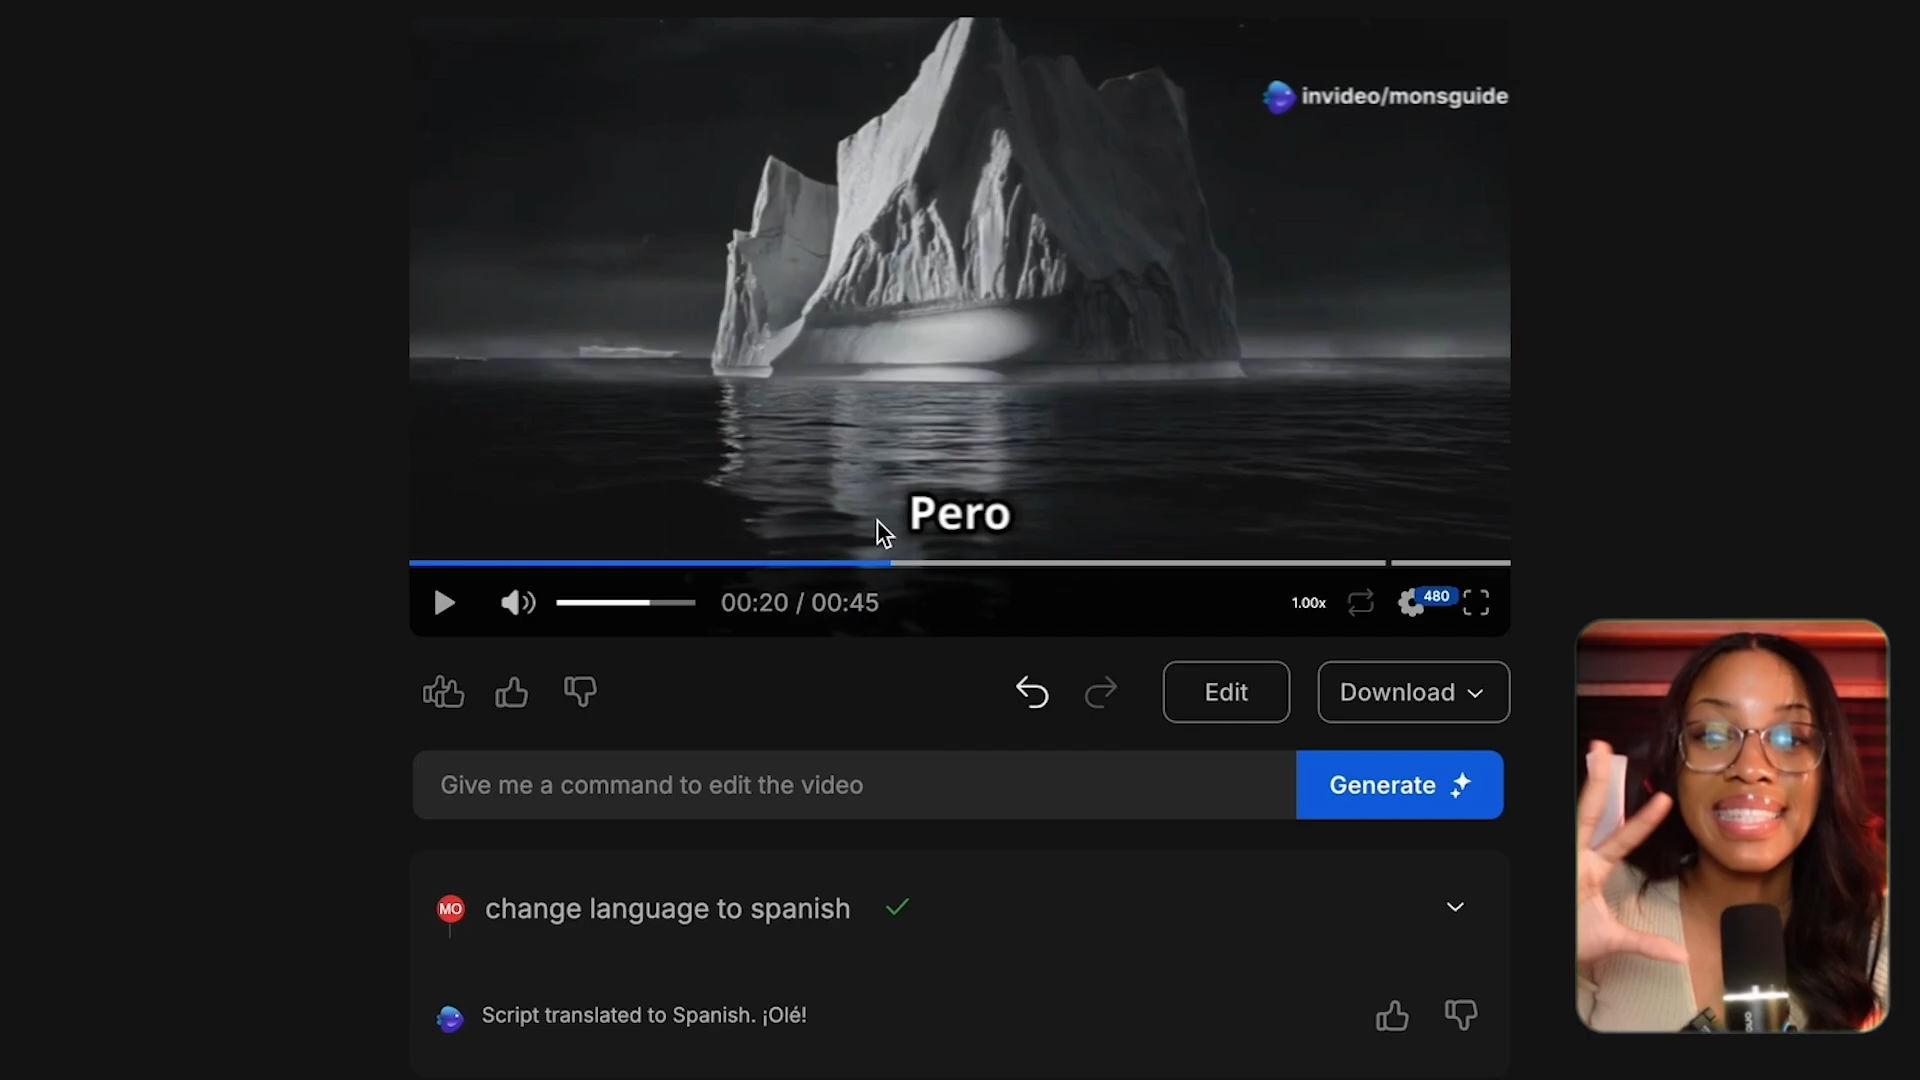 invideo/monsguide
Pero
00:20 / 00:45
1.00x
480
Edit
Download
Give me a command to edit the video
Generate
MO
change language to spanish
Script translated to Spanish. ¡Olé!